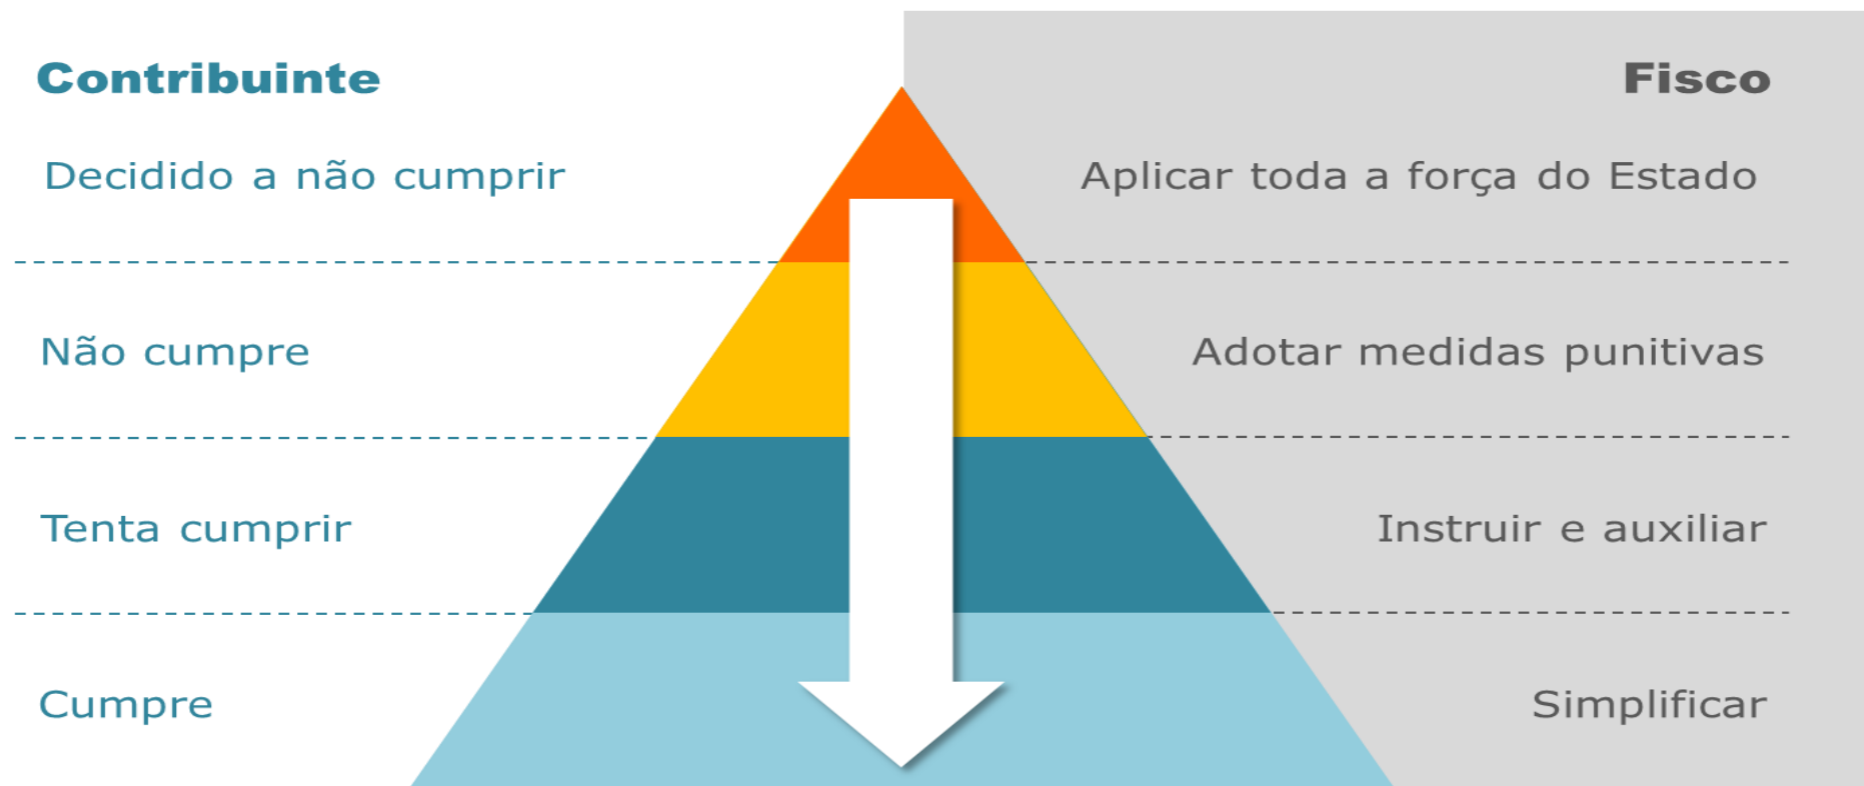 Contribuinte
Fisco
Decidido a não cumprir
Aplicar toda a força do Estado
Não cumpre
Adotar medidas punitivas
Tenta cumprir
Instruir e auxiliar
Cumpre
Simplificar